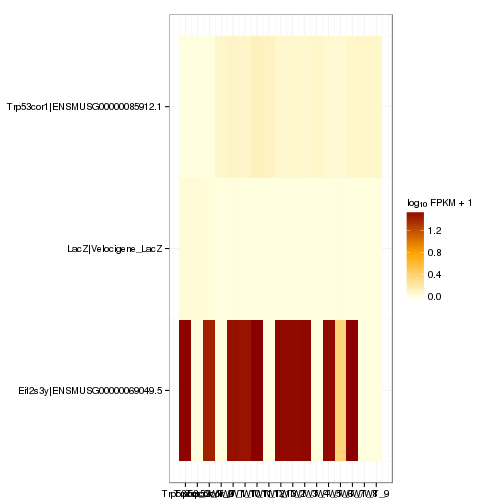 Trp53cor1|ENSMUSG00000085912.1
LacZ|Velocigene_LacZ
Eif2s3y|ENSMUSG00000069049.5
log₁₀ FPKM + 1
1.2
0.8
0.4
0.0